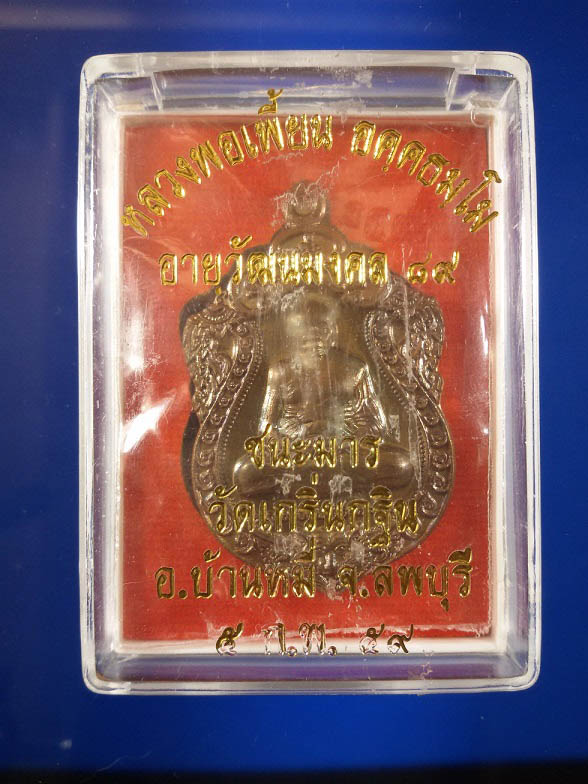 หลวงพ่อเพี้ยน อคฺคธมฺโม
อายุวัฒนมงคล ๘๙
ชนะมาร
วัดเกริ่นกฐิน
อ.บ้านหมี่ จ.ลพบุรี
๕ ป.พ. ๕๙